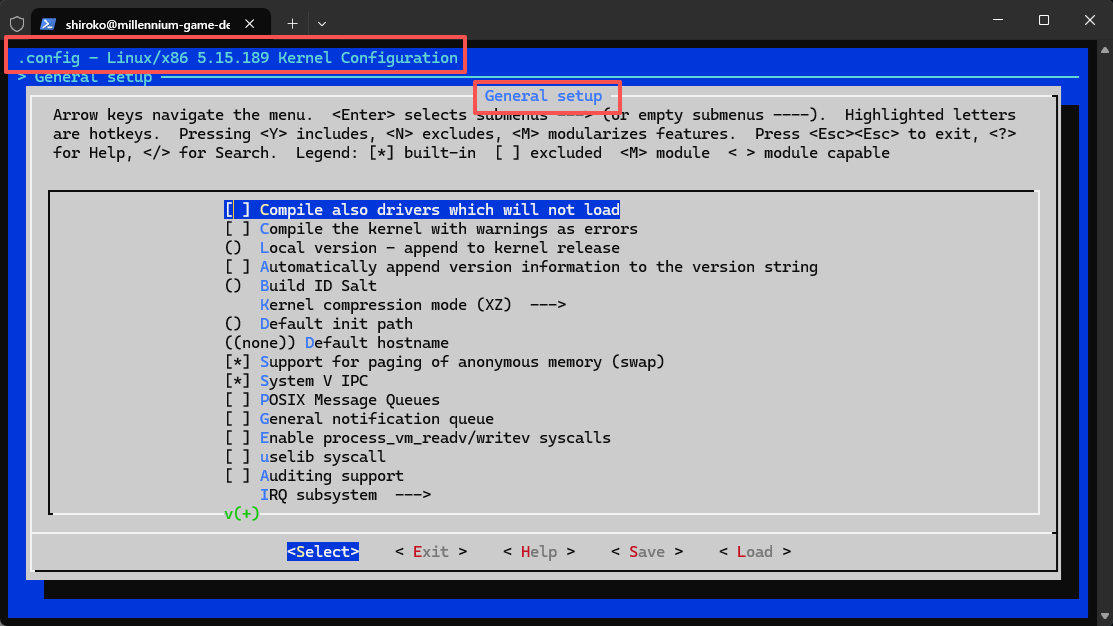 shiroko@millennium-game-de
.config - Linux/x86 5.15.189 Kernel Configuration
> General setup
General setup
Arrow keys navigate the menu.  <Enter> selects submenus ---> (or empty submenus ----).  Highlighted letters
are hotkeys.  Pressing <Y> includes, <N> excludes, <M> modularizes features.  Press <Esc><Esc> to exit, <?>
for Help, </> for Search.  Legend: [*] built-in  [ ] excluded  <M> module  < > module capable
[ ] Compile also drivers which will not load
[ ] Compile the kernel with warnings as errors
()  Local version - append to kernel release
[ ] Automatically append version information to the version string
()  Build ID Salt
Kernel compression mode (XZ)  --->
()  Default init path
((none)) Default hostname
[*] Support for paging of anonymous memory (swap)
[*] System V IPC
[ ] POSIX Message Queues
[ ] General notification queue
[ ] Enable process_vm_readv/writev syscalls
[ ] uselib syscall
[ ] Auditing support
IRQ subsystem  --->
v(+)
<Select>    < Exit >    < Help >    < Save >    < Load >